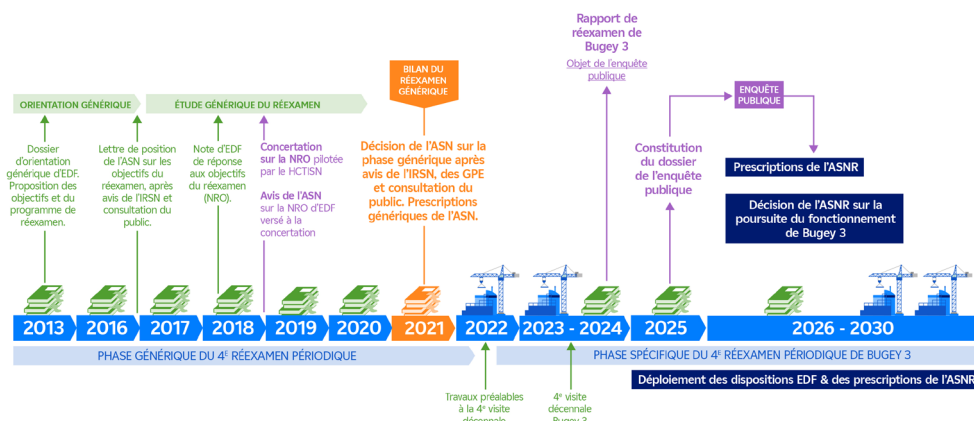 Rapport de
réexamen de
Bugey 3
Objet de l'enquête
publique
BILAN DU
RÉEXAMEN
GÉNÉRIQUE
ENQUÊTE
PUBLIQUE
ORIENTATION GÉNÉRIQUE
ÉTUDE GÉNÉRIQUE DU RÉEXAMEN
Dossier
d'orientation
générique d'EDF.
Proposition des
objectifs et du
programme de
réexamen.
Lettre de position
de l'ASN sur les
objectifs du
réexamen, après
avis de l'IRSN et
consultation du
public.
Note d'EDF
de réponse
aux objectifs
du réexamen
(NRO).
Concertation
sur la NRO pilotée
par le HCTISN
Avis de l'ASN
sur la NRO d'EDF
versé à la
concertation
Décision de l'ASN sur la
phase générique après
avis de l'IRSN, des GPE
et consultation du
public. Prescriptions
génériques de l'ASN.
Constitution
du dossier
de l'enquête
publique
Prescriptions de l'ASNR
Décision de l'ASNR sur la
poursuite du fonctionnement
de Bugey 3
2013
2016
2017
2018
2019
2020
2021
2022
2023 - 2024
2025
2026 - 2030
PHASE GÉNÉRIQUE DU 4E RÉEXAMEN PÉRIODIQUE
PHASE SPÉCIFIQUE DU 4E RÉEXAMEN PÉRIODIQUE DE BUGEY 3
Déploiement des dispositions EDF & des prescriptions de l'ASNR
Travaux préalables
à la 4e visite
décennale
4e visite
décennale
Bugey 3